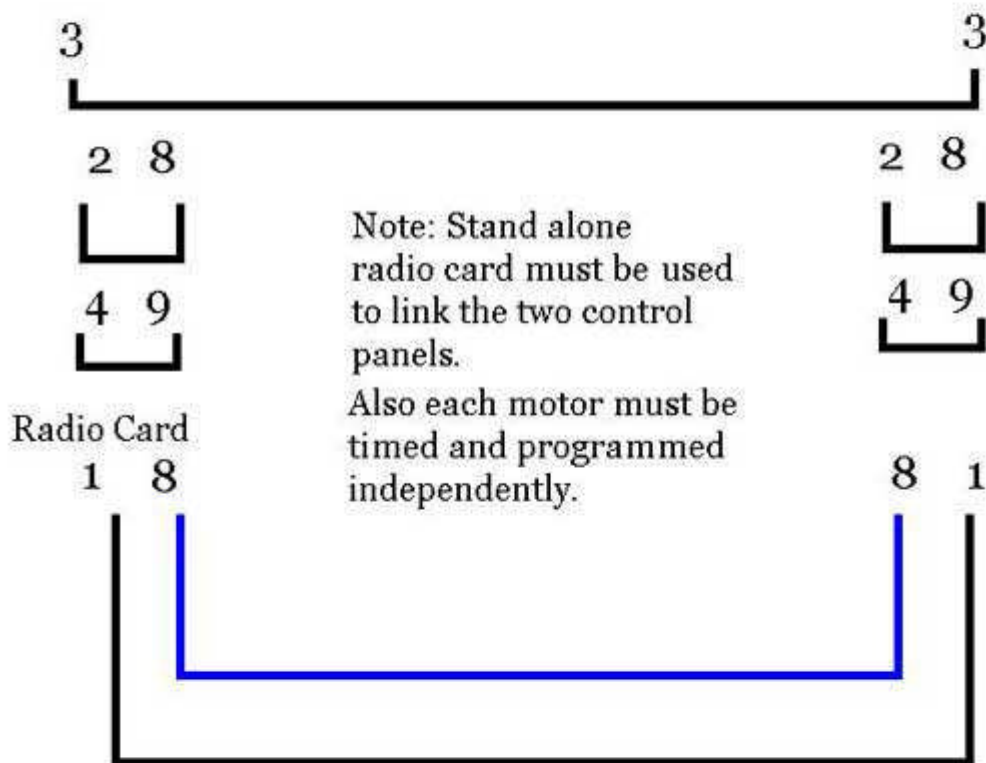 3 3
2 8 2 8
Note: Stand alone
radio card must be used
to link the two control
panels.
4 9 4 9
Also each motor must be
timed and programmed
independently.
Radio Card
1 8 8 1